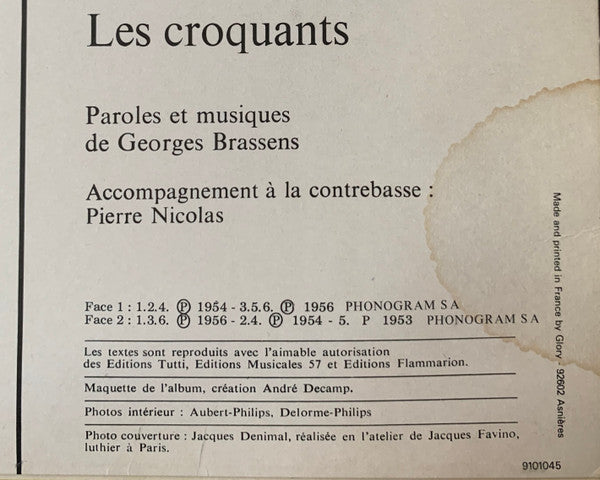 Les croquants
Paroles et musiques
de Georges Brassens
Accompagnement à la contrebasse :
Pierre Nicolas
Face 1 : 1.2.4. Ⓟ 1954 - 3.5.6. Ⓟ 1956 PHONOGRAM S A
Face 2 : 1.3.6. Ⓟ 1956 - 2.4. Ⓟ 1954 - 5. P 1953 PHONOGRAM S A
Les textes sont reproduits avec l'aimable autorisation
des Editions Tutti, Editions Musicales 57 et Editions Flammarion.
Maquette de l'album, création André Decamp.
Photos intérieur : Aubert-Philips, Delorme-Philips
Photo couverture : Jacques Denimal, réalisée en l'atelier de Jacques Favino,
luthier à Paris.
Made and printed in France by Glory - 92602 Asnières
9101045